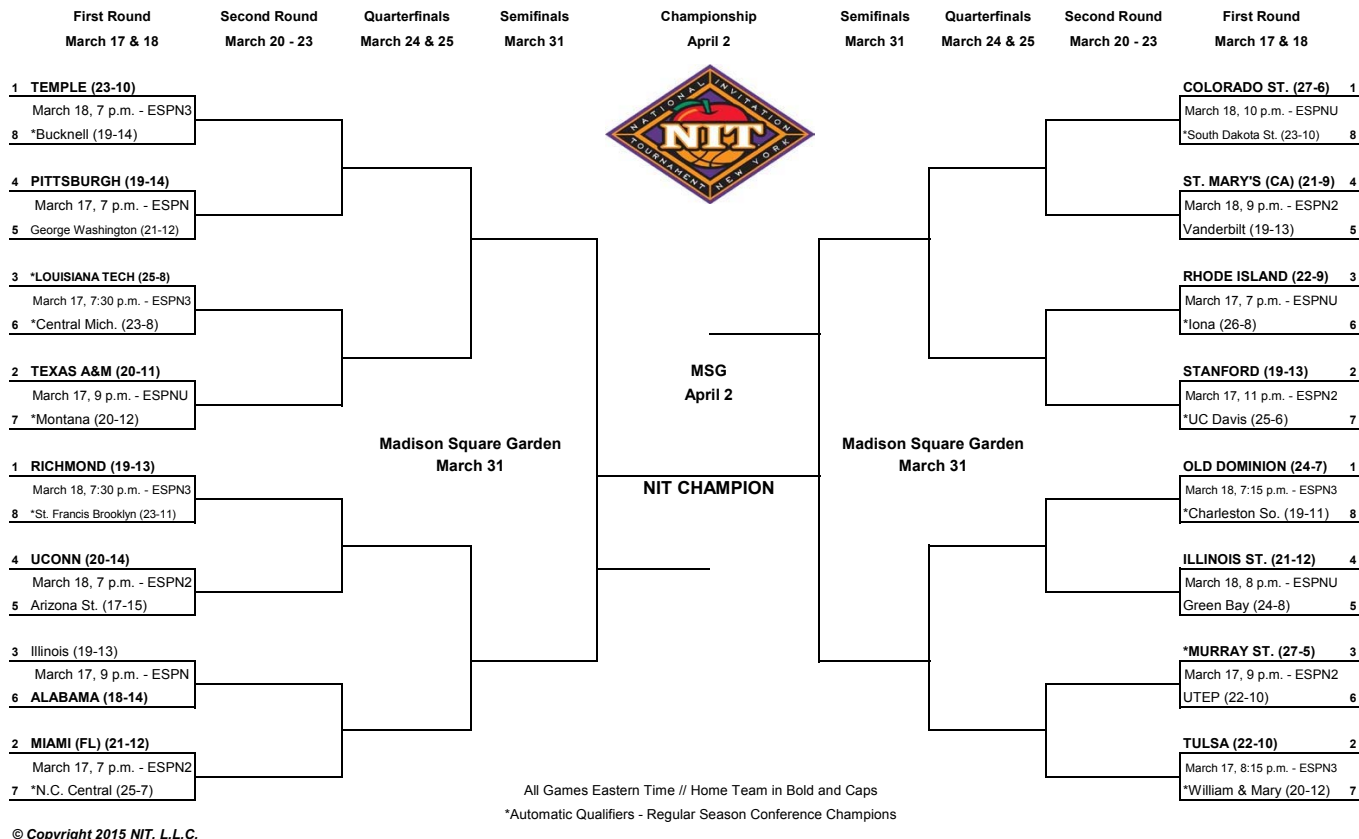 First Round Second Round Quarterfinals Semifinals Championship Semifinals Quarterfinals Second Round First Round
March 17 & 18 March 20 - 23 March 24 & 25 March 31 April 2 March 31 March 24 & 25 March 20 - 23 March 17 & 18
NATIONAL INVITATION
NIT
TOURNAMENT NEW YORK
1 TEMPLE (23-10)
March 18, 7 p.m. - ESPN3
8 *Bucknell (19-14)
4 PITTSBURGH (19-14)
March 17, 7 p.m. - ESPN
5 George Washington (21-12)
3 *LOUISIANA TECH (25-8)
March 17, 7:30 p.m. - ESPN3
6 *Central Mich. (23-8)
2 TEXAS A&M (20-11)
March 17, 9 p.m. - ESPNU
7 *Montana (20-12)
1 RICHMOND (19-13)
March 18, 7:30 p.m. - ESPN3
8 *St. Francis Brooklyn (23-11)
4 UCONN (20-14)
March 18, 7 p.m. - ESPN2
5 Arizona St. (17-15)
3 Illinois (19-13)
March 17, 9 p.m. - ESPN
6 ALABAMA (18-14)
2 MIAMI (FL) (21-12)
March 17, 7 p.m. - ESPN2
7 *N.C. Central (25-7)
Madison Square Garden
March 31
MSG
April 2
NIT CHAMPION
Madison Square Garden
March 31
COLORADO ST. (27-6) 1
March 18, 10 p.m. - ESPNU
*South Dakota St. (23-10) 8
ST. MARY'S (CA) (21-9) 4
March 18, 9 p.m. - ESPN2
Vanderbilt (19-13) 5
RHODE ISLAND (22-9) 3
March 17, 7 p.m. - ESPNU
*Iona (26-8) 6
STANFORD (19-13) 2
March 17, 11 p.m. - ESPN2
*UC Davis (25-6) 7
OLD DOMINION (24-7) 1
March 18, 7:15 p.m. - ESPN3
*Charleston So. (19-11) 8
ILLINOIS ST. (21-12) 4
March 18, 8 p.m. - ESPNU
Green Bay (24-8) 5
*MURRAY ST. (27-5) 3
March 17, 9 p.m. - ESPN2
UTEP (22-10) 6
TULSA (22-10) 2
March 17, 8:15 p.m. - ESPN3
*William & Mary (20-12) 7
All Games Eastern Time // Home Team in Bold and Caps
*Automatic Qualifiers - Regular Season Conference Champions
© Copyright 2015 NIT, L.L.C.